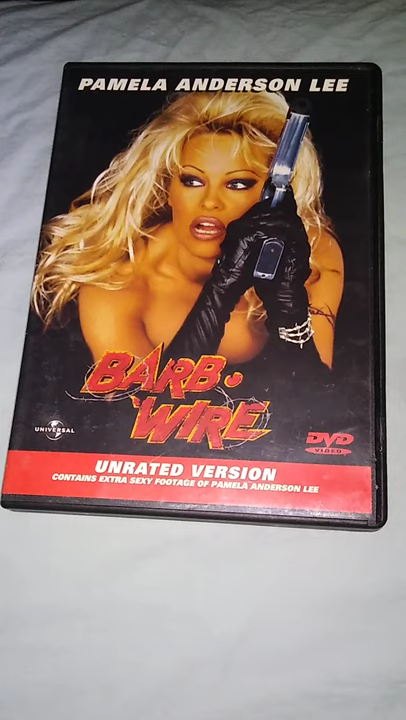 PAMELA ANDERSON LEE
BARB
WIRE
UNIVERSAL
DVD
VIDEO
UNRATED VERSION
CONTAINS EXTRA SEXY FOOTAGE OF PAMELA ANDERSON LEE